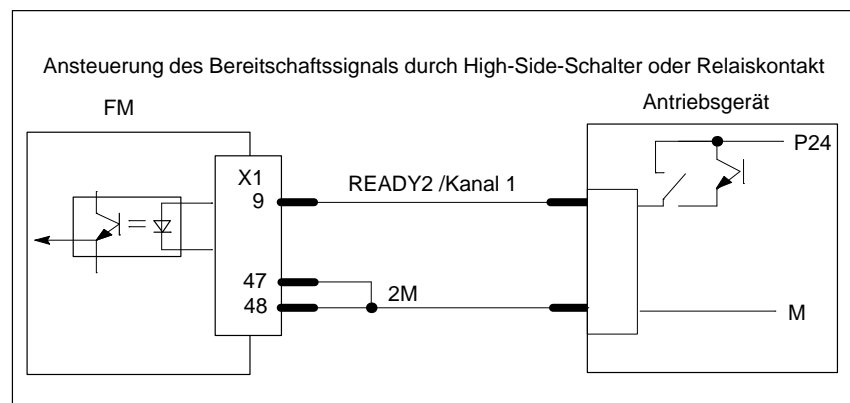 Ansteuerung des Bereitschaftssignals durch High-Side-Schalter oder Relaiskontakt
FM
Antriebsgerät
P24
X1
READY2 /Kanal 1
9
47
2M
48
M